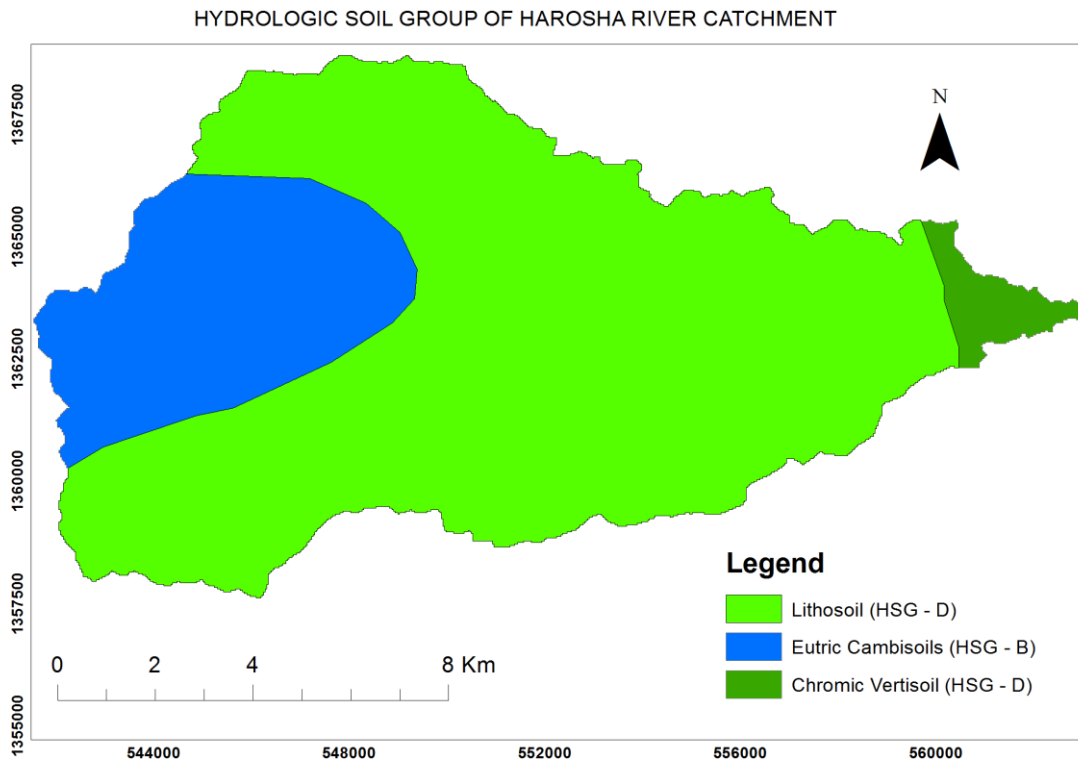 HYDROLOGIC SOIL GROUP OF HAROSHA RIVER CATCHMENT
N
1367500
1365000
1362500
1360000
1357500
1355000
Legend
Lithosoil (HSG - D)
Eutric Cambisoils (HSG - B)
Chromic Vertisoil (HSG - D)
0 2 4 8 Km
544000 548000 552000 556000 560000